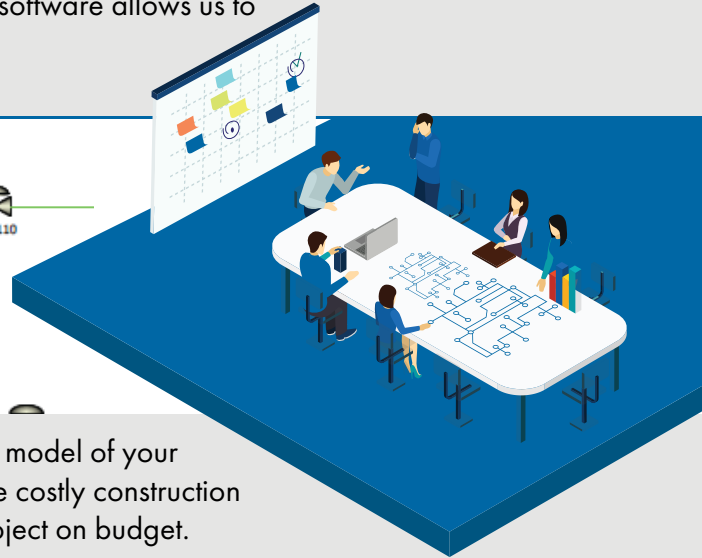 software allows us to
110
model of your
costly construction
oject on budget.